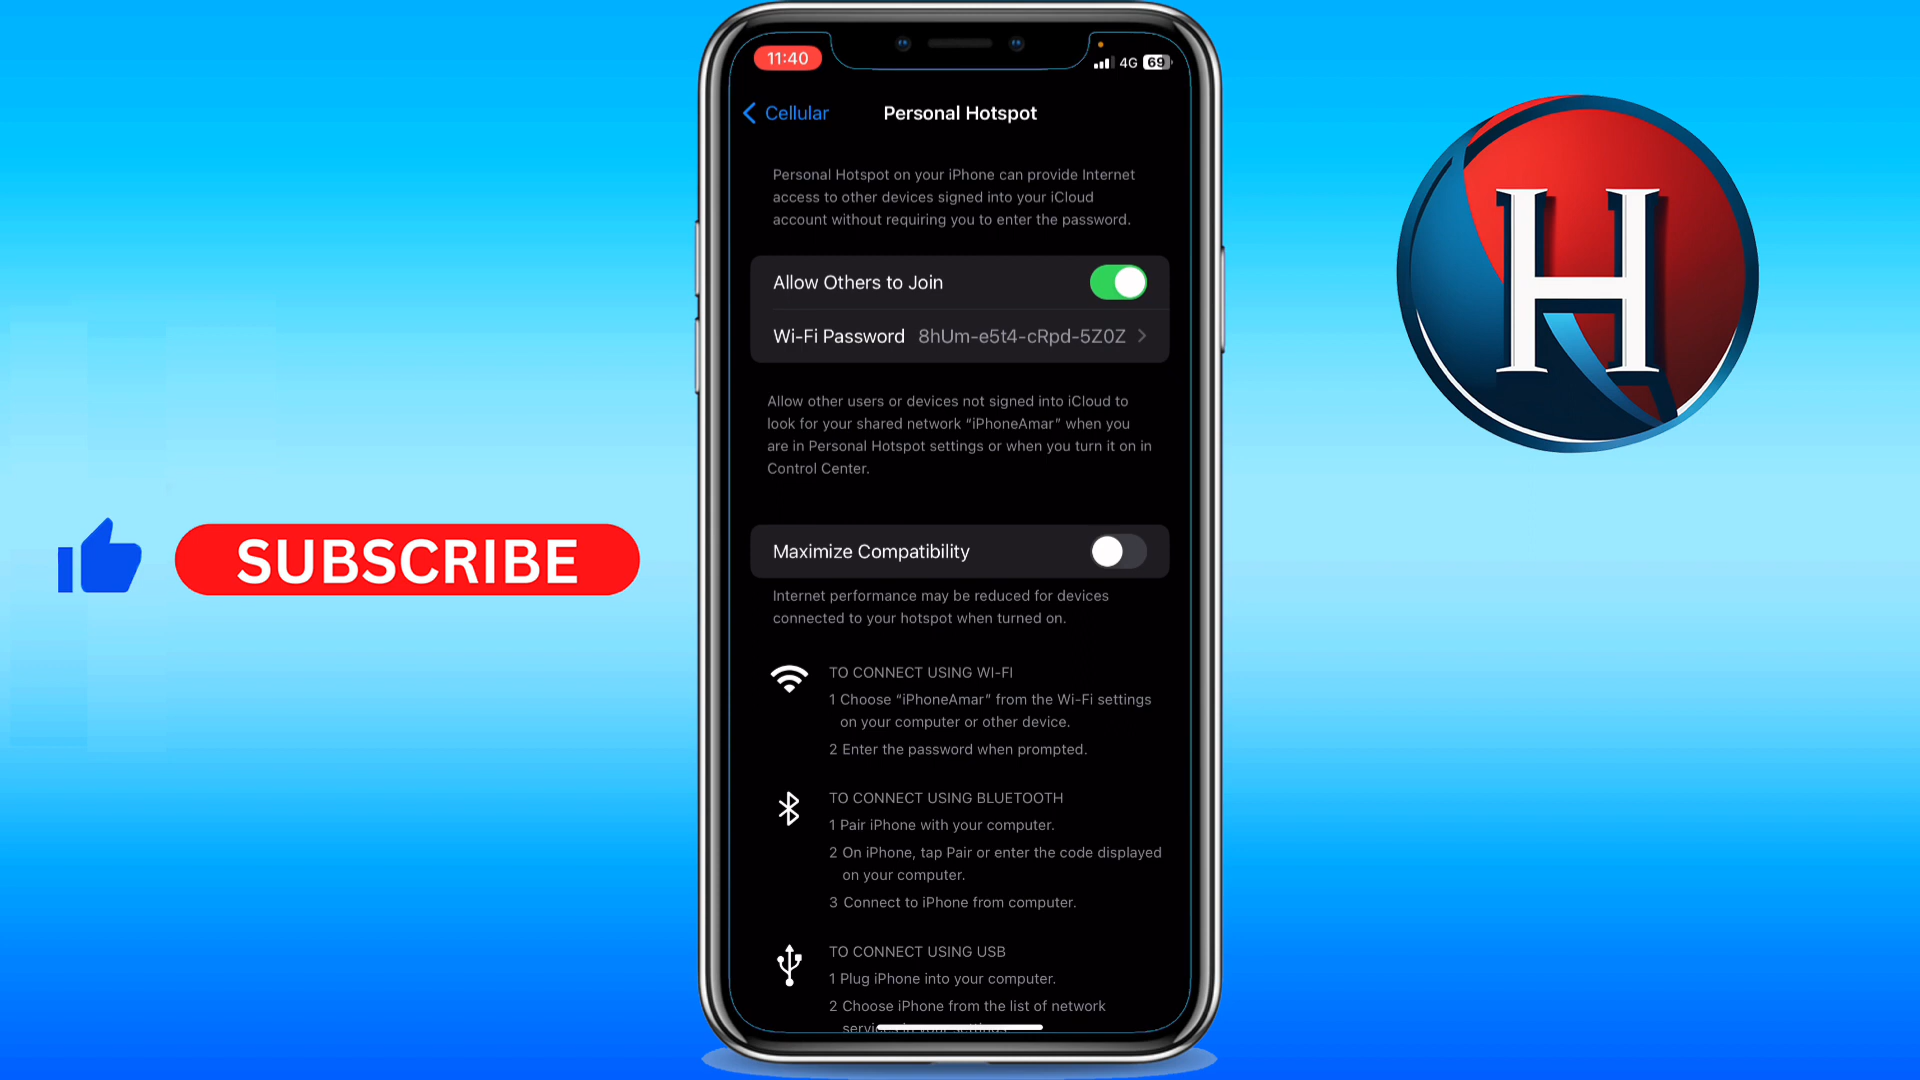 11:40
4G 69
Cellular
Personal Hotspot
Personal Hotspot on your iPhone can provide Internet
access to other devices signed into your iCloud
account without requiring you to enter the password.
Allow Others to Join
Wi-Fi Password 8hUm-e5t4-cRpd-5Z0Z
Allow other users or devices not signed into iCloud to
look for your shared network “iPhoneAmar” when you
are in Personal Hotspot settings or when you turn it on in
Control Center.
Maximize Compatibility
Internet performance may be reduced for devices
connected to your hotspot when turned on.
TO CONNECT USING WI-FI
1 Choose “iPhoneAmar” from the Wi-Fi settings
on your computer or other device.
2 Enter the password when prompted.
TO CONNECT USING BLUETOOTH
1 Pair iPhone with your computer.
2 On iPhone, tap Pair or enter the code displayed
on your computer.
3 Connect to iPhone from computer.
TO CONNECT USING USB
1 Plug iPhone into your computer.
2 Choose iPhone from the list of network
services in your settings.
SUBSCRIBE
H